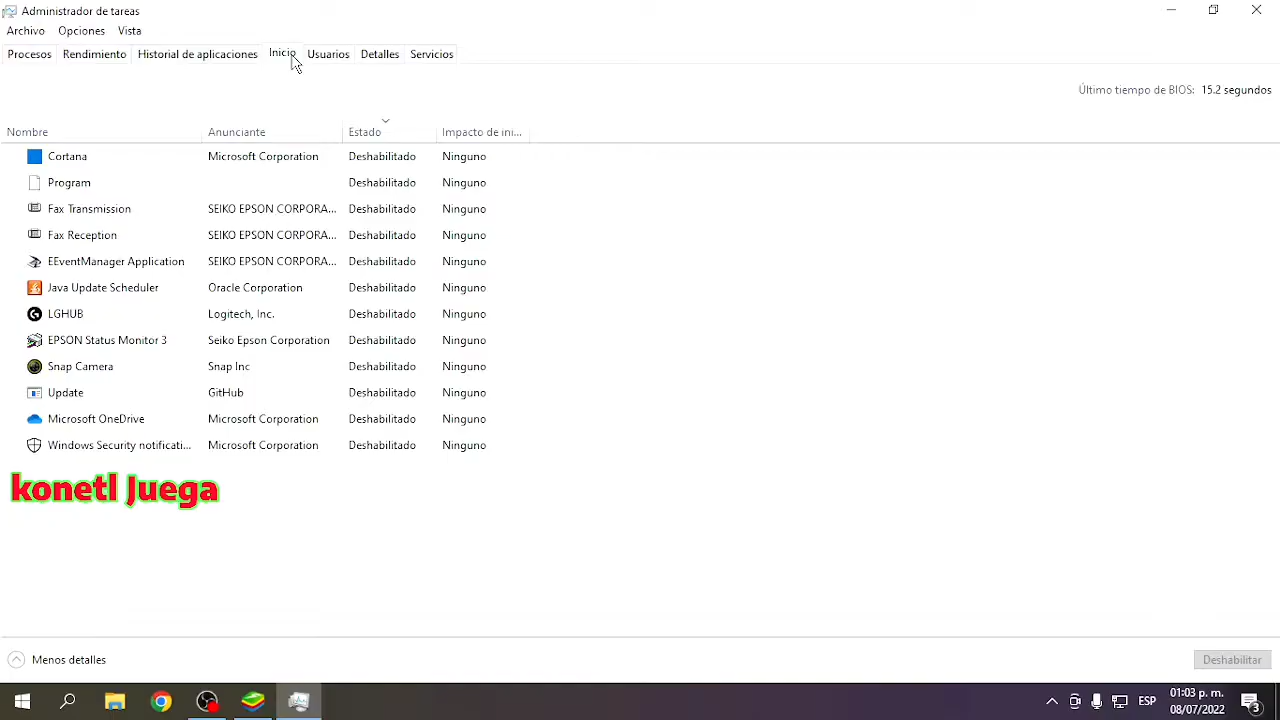 Administrador de tareas
Archivo Opciones Vista
Procesos Rendimiento Historial de aplicaciones Inicio Usuarios Detalles Servicios
Último tiempo de BIOS: 15.2 segundos
Nombre Anunciante Estado Impacto de ini...
Cortana Microsoft Corporation Deshabilitado Ninguno
Program Deshabilitado Ninguno
Fax Transmission SEIKO EPSON CORPORA... Deshabilitado Ninguno
Fax Reception SEIKO EPSON CORPORA... Deshabilitado Ninguno
EEventManager Application SEIKO EPSON CORPORA... Deshabilitado Ninguno
Java Update Scheduler Oracle Corporation Deshabilitado Ninguno
LGHUB Logitech, Inc. Deshabilitado Ninguno
EPSON Status Monitor 3 Seiko Epson Corporation Deshabilitado Ninguno
Snap Camera Snap Inc Deshabilitado Ninguno
Update GitHub Deshabilitado Ninguno
Microsoft OneDrive Microsoft Corporation Deshabilitado Ninguno
Windows Security notificati... Microsoft Corporation Deshabilitado Ninguno
konetl Juega
Menos detalles Deshabilitar
ESP 01:03 p. m.
08/07/2022 3